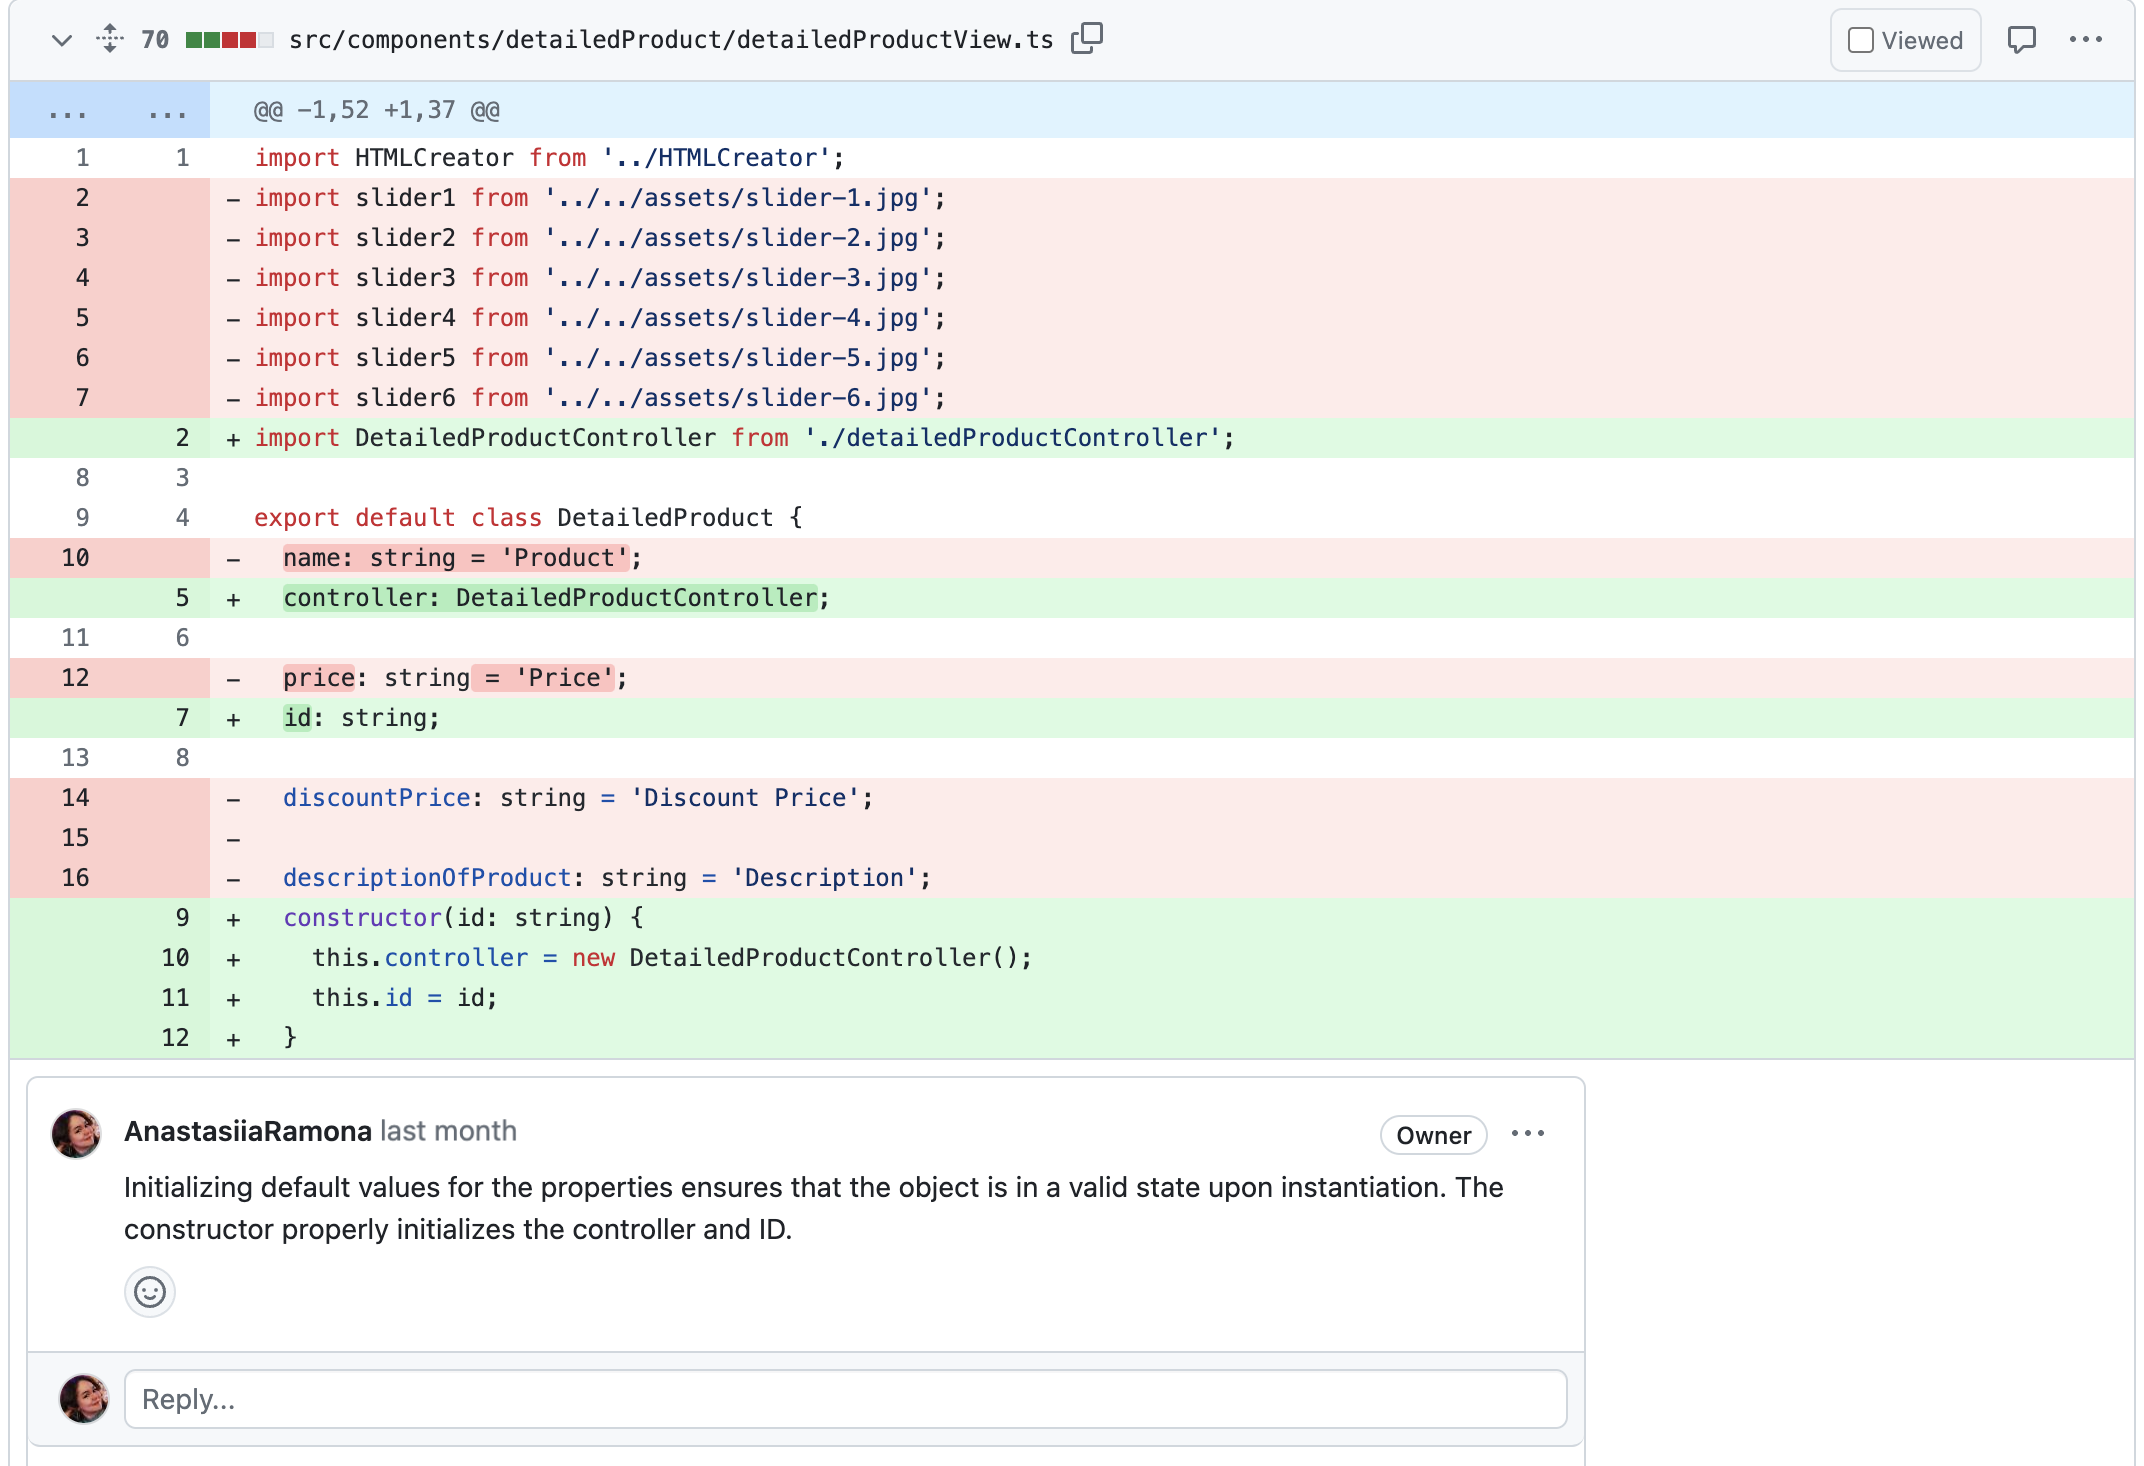 70 src/components/detailedProduct/detailedProductView.ts Viewed
... ... @@ -1,52 +1,37 @@
1 1 import HTMLCreator from '../HTMLCreator';
2 - import slider1 from '../../assets/slider-1.jpg';
3 - import slider2 from '../../assets/slider-2.jpg';
4 - import slider3 from '../../assets/slider-3.jpg';
5 - import slider4 from '../../assets/slider-4.jpg';
6 - import slider5 from '../../assets/slider-5.jpg';
7 - import slider6 from '../../assets/slider-6.jpg';
2 + import DetailedProductController from './detailedProductController';
8 3
9 4 export default class DetailedProduct {
10 - name: string = 'Product';
5 + controller: DetailedProductController;
11 6
12 - price: string = 'Price';
7 + id: string;
13 8
14 - discountPrice: string = 'Discount Price';
15 -
16 - descriptionOfProduct: string = 'Description';
9 + constructor(id: string) {
10 + this.controller = new DetailedProductController();
11 + this.id = id;
12 + }
AnastasiiaRamona last month Owner
Initializing default values for the properties ensures that the object is in a valid state upon instantiation. The
constructor properly initializes the controller and ID.
Reply...